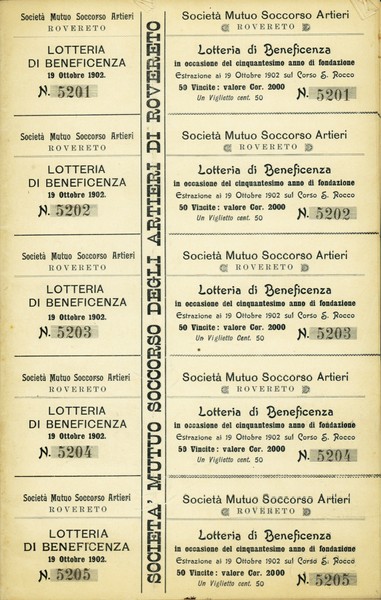 Società Mutuo Soccorso Artieri
ROVERETO
LOTTERIA
DI BENEFICENZA
19 Ottobre 1902.
N. 5201
Società Mutuo Soccorso Artieri
ROVERETO
LOTTERIA
DI BENEFICENZA
19 Ottobre 1902.
N. 5202
Società Mutuo Soccorso Artieri
ROVERETO
LOTTERIA
DI BENEFICENZA
19 Ottobre 1902.
N. 5203
Società Mutuo Soccorso Artieri
ROVERETO
LOTTERIA
DI BENEFICENZA
19 Ottobre 1902.
N. 5204
Società Mutuo Soccorso Artieri
ROVERETO
LOTTERIA
DI BENEFICENZA
19 Ottobre 1902.
N. 5205
SOCIETA' MUTUO SOCCORSO DEGLI ARTIERI DI ROVERETO
Società Mutuo Soccorso Artieri
ROVERETO
Lotteria di Beneficenza
in occasione del cinquantesimo anno di fondazione
Estrazione al 19 Ottobre 1902 sul Corso S. Rocco
50 Vincite: valore Cor. 2000
Un Viglietto cent. 50
N. 5201
Società Mutuo Soccorso Artieri
ROVERETO
Lotteria di Beneficenza
in occasione del cinquantesimo anno di fondazione
Estrazione al 19 Ottobre 1902 sul Corso S. Rocco
50 Vincite: valore Cor. 2000
Un Viglietto cent. 50
N. 5202
Società Mutuo Soccorso Artieri
ROVERETO
Lotteria di Beneficenza
in occasione del cinquantesimo anno di fondazione
Estrazione al 19 Ottobre 1902 sul Corso S. Rocco
50 Vincite: valore Cor. 2000
Un Viglietto Cent. 50
N. 5203
Società Mutuo Soccorso Artieri
ROVERETO
Lotteria di Beneficenza
in occasione del cinquantesimo anno di fondazione
Estrazione al 19 Ottobre 1902 sul Corso S. Rocco
50 Vincite: valore Cor. 2000
Un Viglietto cent. 50
N. 5204
Società Mutuo Soccorso Artieri
ROVERETO
Lotteria di Beneficenza
in occasione del cinquantesimo anno di fondazione
Estrazione al 19 Ottobre 1902 sul Corso S. Rocco
50 Vincite: valore Cor. 2000
Un Viglietto cent. 50
N. 5205